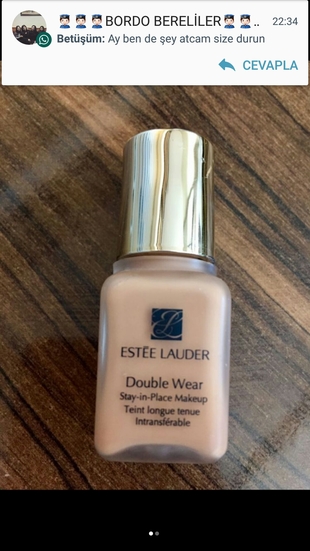 👨🏻‍✈️👨🏻‍✈️👨🏻‍✈️BORDO BERELİLER👨🏻‍✈️👨🏻‍✈️.. 22:34
Betüşüm: Ay ben de şey atcam size durun
CEVAPLA
ESTĒE LAUDER
Double Wear
Stay-in-Place Makeup
Teint longue tenue
Intransférable